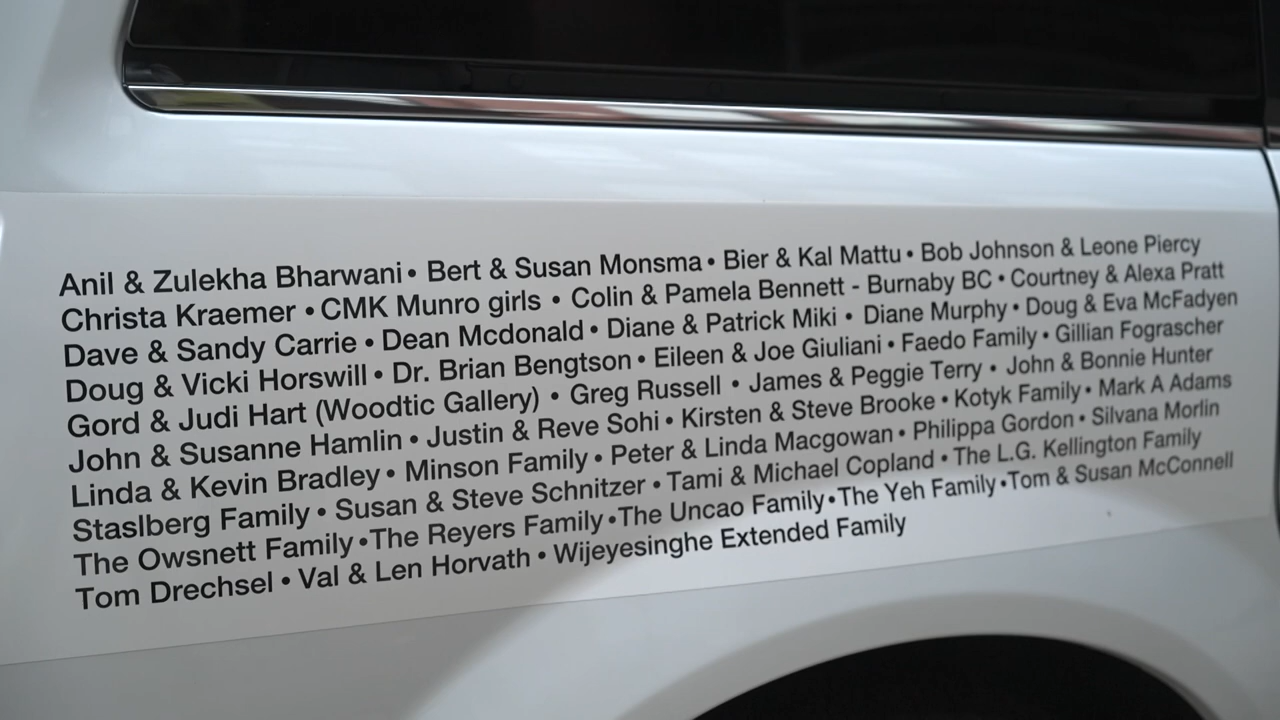 Anil & Zulekha Bharwani • Bert & Susan Monsma • Bier & Kal Mattu • Bob Johnson & Leone Piercy
Christa Kraemer • CMK Munro girls • Colin & Pamela Bennett - Burnaby BC • Courtney & Alexa Pratt
Dave & Sandy Carrie • Dean Mcdonald • Diane & Patrick Miki • Diane Murphy • Doug & Eva McFadyen
Doug & Vicki Horswill • Dr. Brian Bengtson • Eileen & Joe Giuliani • Faedo Family • Gillian Fograscher
Gord & Judi Hart (Woodtic Gallery) • Greg Russell • James & Peggie Terry • John & Bonnie Hunter
John & Susanne Hamlin • Justin & Reve Sohi • Kirsten & Steve Brooke • Kotyk Family • Mark A Adams
Linda & Kevin Bradley • Minson Family • Peter & Linda Macgowan • Philippa Gordon • Silvana Morlin
Staslberg Family • Susan & Steve Schnitzer • Tami & Michael Copland • The L.G. Kellington Family
The Owsnett Family •The Reyers Family •The Uncao Family•The Yeh Family •Tom & Susan McConnell
Tom Drechsel • Val & Len Horvath • Wijeyesinghe Extended Family